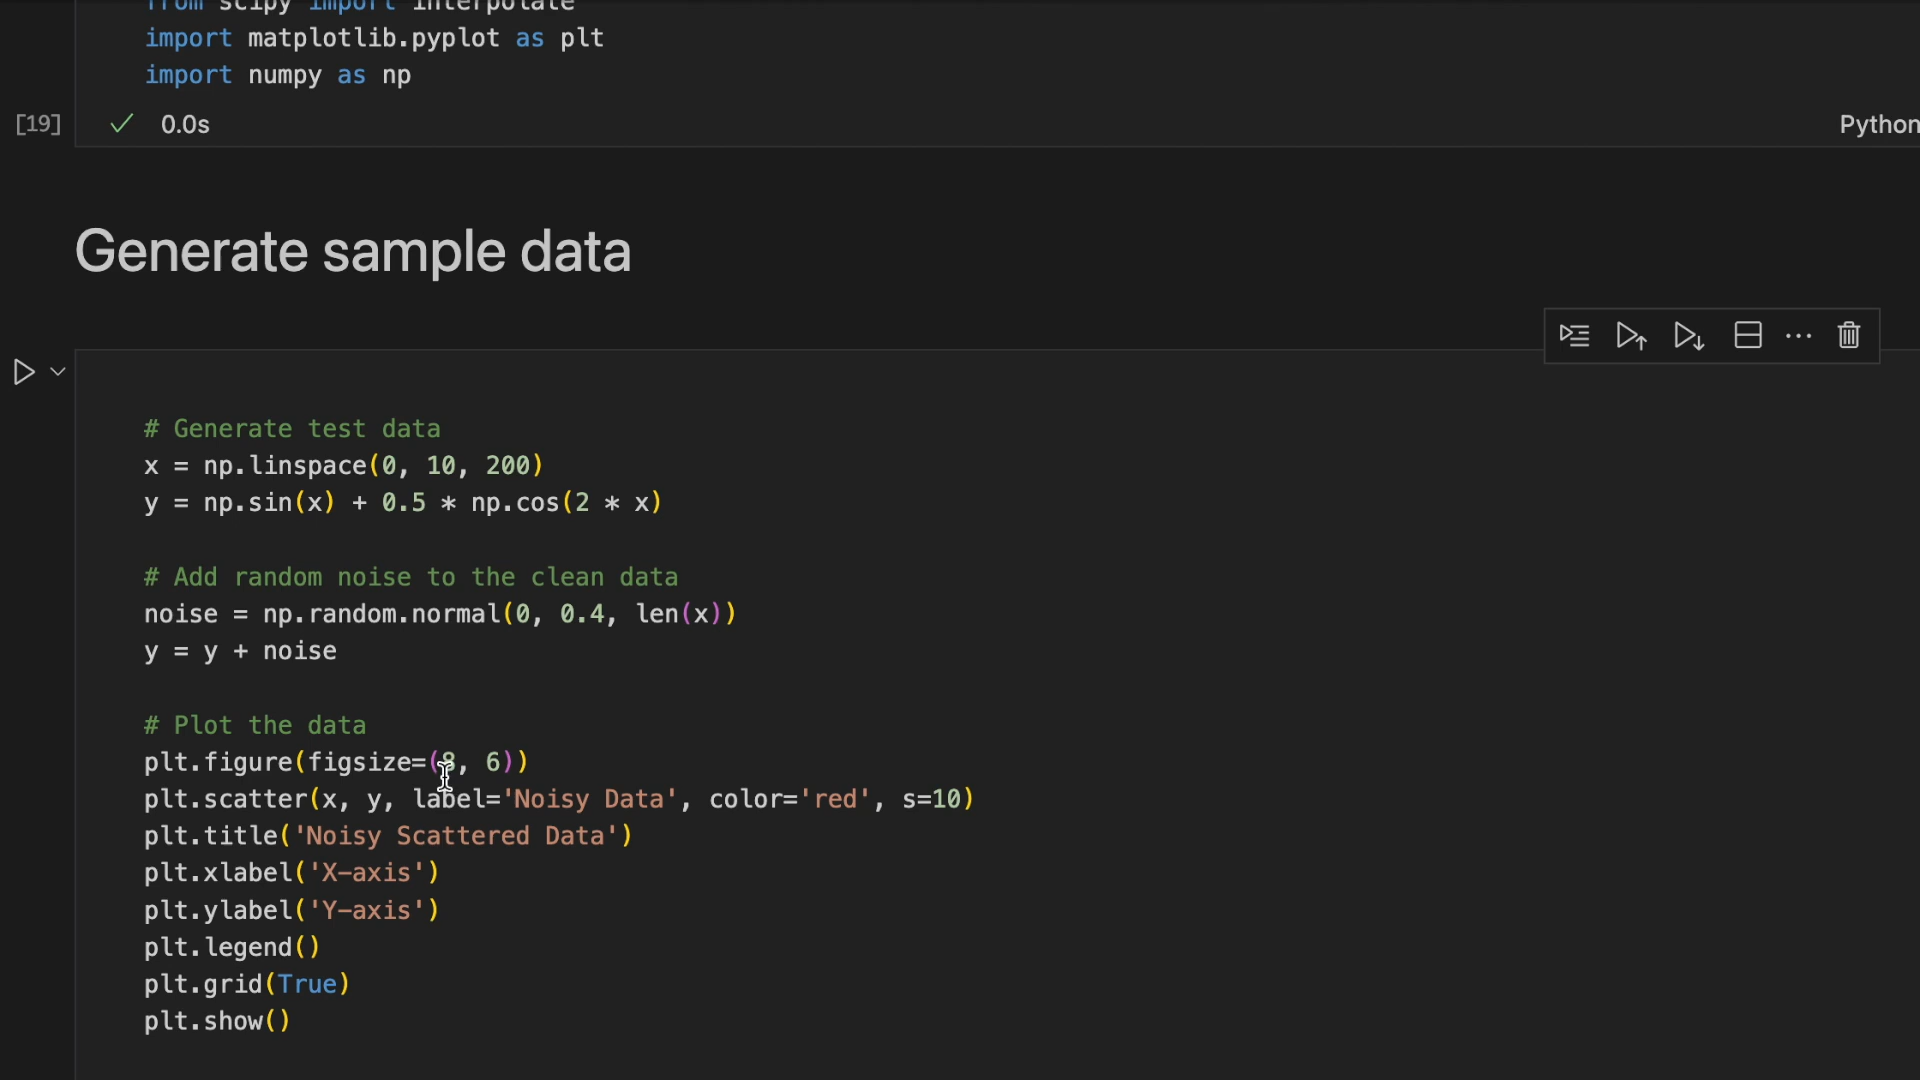 from scipy import interpolate
import matplotlib.pyplot as plt
import numpy as np
[19]
0.0s
Python
Generate sample data
# Generate test data
x = np.linspace(0, 10, 200)
y = np.sin(x) + 0.5 * np.cos(2 * x)
# Add random noise to the clean data
noise = np.random.normal(0, 0.4, len(x))
y = y + noise
# Plot the data
plt.figure(figsize=(8, 6))
plt.scatter(x, y, label='Noisy Data', color='red', s=10)
plt.title('Noisy Scattered Data')
plt.xlabel('X-axis')
plt.ylabel('Y-axis')
plt.legend()
plt.grid(True)
plt.show()